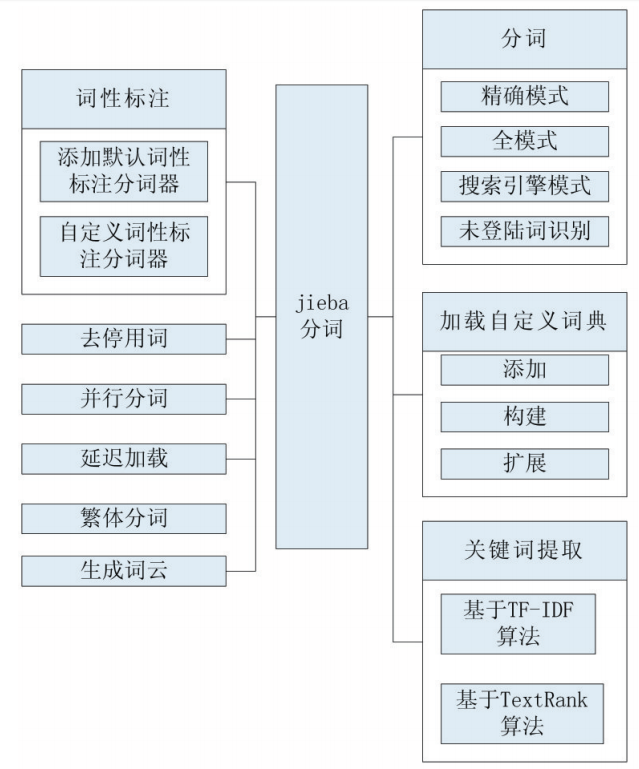 词性标注
添加默认词性
标注分词器
自定义词性标
注分词器
去停用词
并行分词
延迟加载
繁体分词
生成词云
jieba
分词
分词
精确模式
全模式
搜索引擎模式
未登陆词识别
加载自定义词典
添加
构建
扩展
关键词提取
基于TF-IDF
算法
基于TextRank
算法